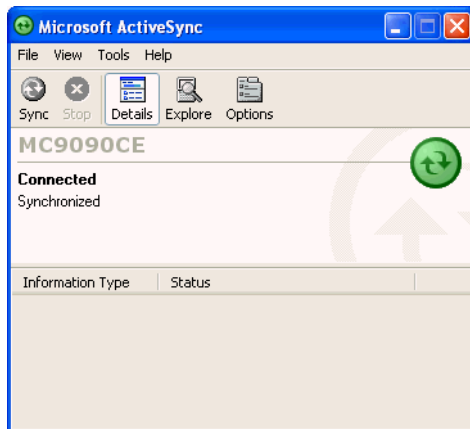 Microsoft ActiveSync
File View Tools Help
Sync Stop Details Explore Options
MC9090CE
Connected
Synchronized
Information Type Status